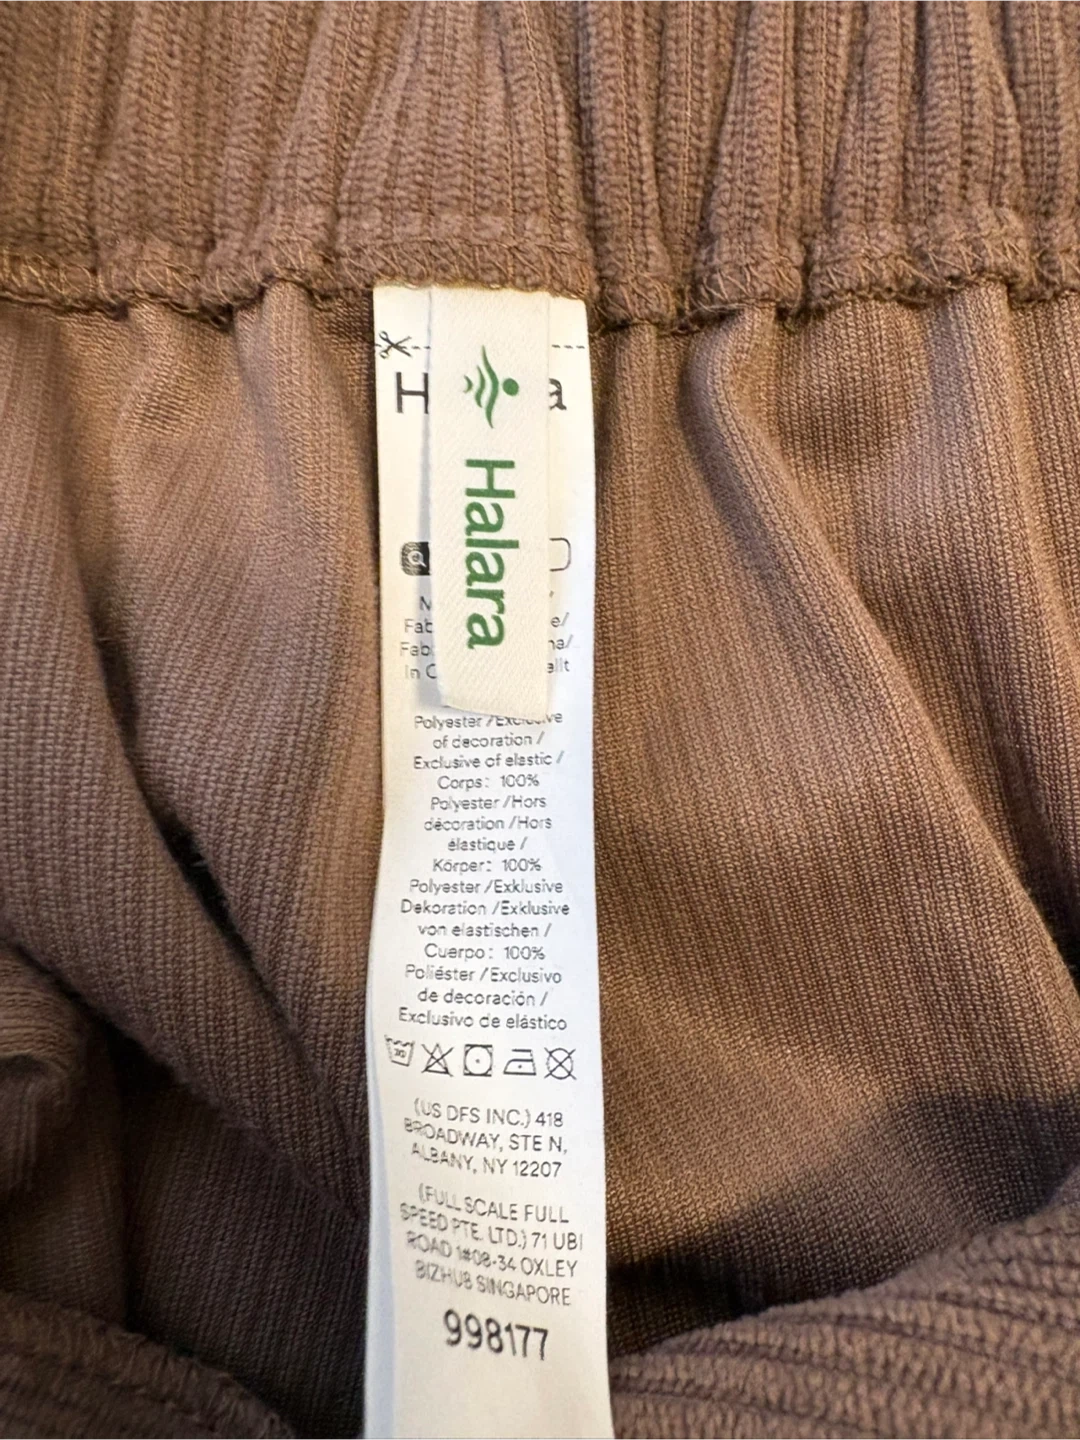 Halara
Polyester /Exclusive
of decoration /
Exclusive of elastic /
Corps: 100%
Polyester /Hors
décoration /Hors
élastique /
Körper: 100%
Polyester /Exklusive
Dekoration /Exklusive
von elastischen /
Cuerpo: 100%
Poliéster /Exclusivo
de decoración /
Exclusivo de elástico
(US DFS INC.) 418
BROADWAY, STE N,
ALBANY, NY 12207
(FULL SCALE FULL
SPEED PTE. LTD.) 71 UBI
ROAD 1#08-34 OXLEY
BIZHUB SINGAPORE
998177